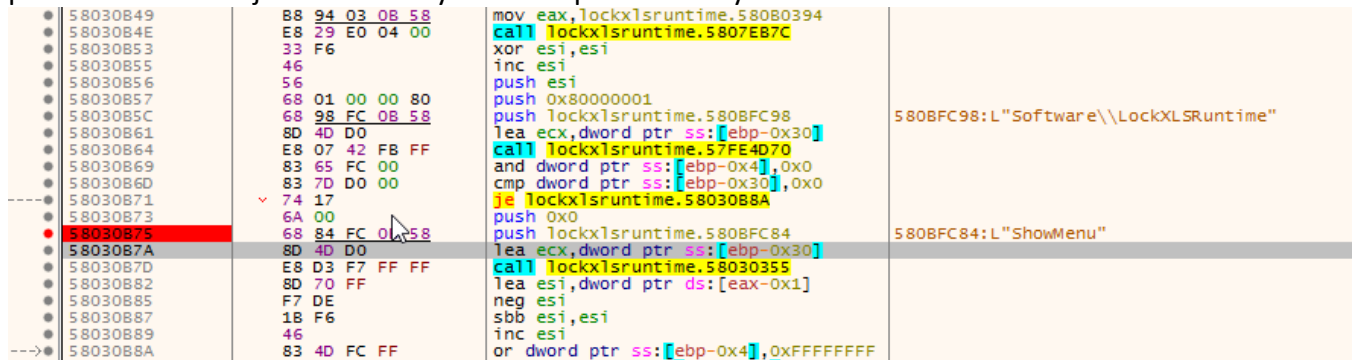 58030B49 B8 94 03 0B 58 mov eax,lockxlsruntime.580B0394
58030B4E E8 29 E0 04 00 call lockxlsruntime.5807EB7C
58030B53 33 F6 xor esi,esi
58030B55 46 inc esi
58030B56 56 push esi
58030B57 68 01 00 00 80 push 0x80000001
58030B5C 68 98 FC 0B 58 push lockxlsruntime.580BFC98 580BFC98:L"Software\\LockXLSRuntime"
58030B61 8D 4D D0 lea ecx,dword ptr ss:[ebp-0x30]
58030B64 E8 07 42 FB FF call lockxlsruntime.57FE4D70
58030B69 83 65 FC 00 and dword ptr ss:[ebp-0x4],0x0
58030B6D 83 7D D0 00 cmp dword ptr ss:[ebp-0x30],0x0
58030B71 74 17 je lockxlsruntime.58030B8A
58030B73 6A 00 push 0x0
58030B75 68 84 FC 58 push lockxlsruntime.580BFC84 580BFC84:L"ShowMenu"
58030B7A 8D 4D D0 lea ecx,dword ptr ss:[ebp-0x30]
58030B7D E8 D3 F7 FF FF call lockxlsruntime.58030355
58030B82 8D 70 FF lea esi,dword ptr ds:[eax-0x1]
58030B85 F7 DE neg esi
58030B87 1B F6 sbb esi,esi
58030B89 46 inc esi
58030B8A 83 4D FC FF or dword ptr ss:[ebp-0x4],0xFFFFFFFF